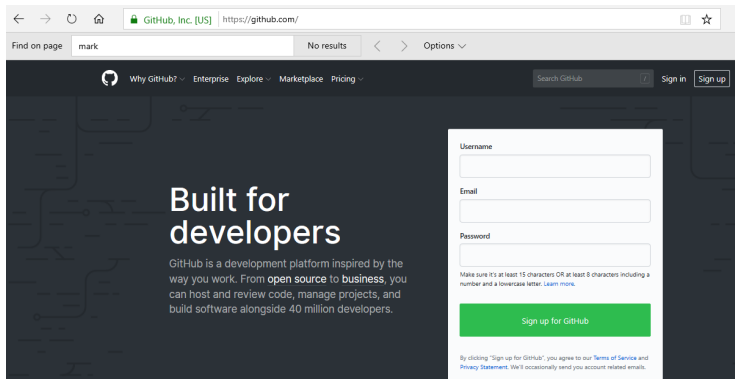 GitHub, Inc. [US] https://github.com/
Find on page mark No results Options
Why GitHub? Enterprise Explore Marketplace Pricing Search GitHub / Sign in Sign up
Built for
developers
GitHub is a development platform inspired by the
way you work. From open source to business, you
can host and review code, manage projects, and
build software alongside 40 million developers.
Username
Email
Password
Make sure it's at least 15 characters OR at least 8 characters including a
number and a lowercase letter. Learn more.
Sign up for GitHub
By clicking "Sign up for GitHub", you agree to our Terms of Service and
Privacy Statement. We'll occasionally send you account related emails.